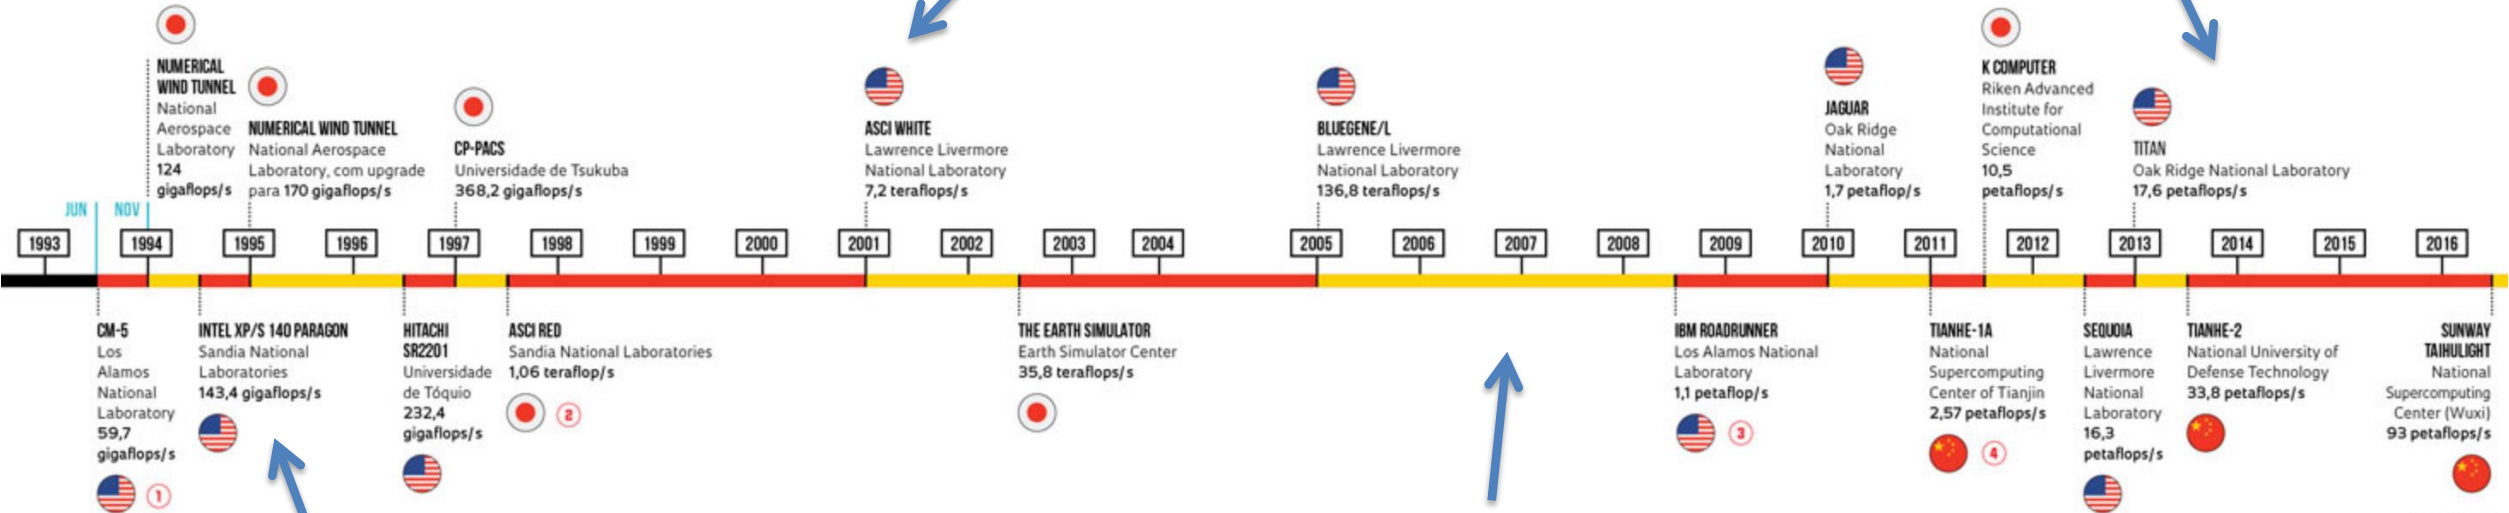 NUMERICAL
WIND TUNNEL
National
Aerospace
Laboratory
124
gigaflops/s
NUMERICAL WIND TUNNEL
National Aerospace
Laboratory, com upgrade
para 170 gigaflops/s
CP-PACS
Universidade de Tsukuba
368,2 gigaflops/s
ASCI WHITE
Lawrence Livermore
National Laboratory
7,2 teraflops/s
BLUEGENE/L
Lawrence Livermore
National Laboratory
136,8 teraflops/s
JAGUAR
Oak Ridge
National
Laboratory
1,7 petaflop/s
K COMPUTER
Riken Advanced
Institute for
Computational
Science
10,5
petaflops/s
TITAN
Oak Ridge National Laboratory
17,6 petaflops/s
JUN NOV
1993 1994 1995 1996 1997 1998 1999 2000 2001 2002 2003 2004 2005 2006 2007 2008 2009 2010 2011 2012 2013 2014 2015 2016
CM-5
Los
Alamos
National
Laboratory
59,7
gigaflops/s
1
INTEL XP/S 140 PARAGON
Sandia National
Laboratories
143,4 gigaflops/s
HITACHI
SR2201
Universidade
de Tóquio
232,4
gigaflops/s
ASCI RED
Sandia National Laboratories
1,06 teraflop/s
2
THE EARTH SIMULATOR
Earth Simulator Center
35,8 teraflops/s
IBM ROADRUNNER
Los Alamos National
Laboratory
1,1 petaflop/s
3
TIANHE-1A
National
Supercomputing
Center of Tianjin
2,57 petaflops/s
4
SEQUOIA
Lawrence
Livermore
National
Laboratory
16,3
petaflops/s
TIANHE-2
National University of
Defense Technology
33,8 petaflops/s
SUNWAY
TAIHULIGHT
National
Supercomputing
Center (Wuxi)
93 petaflops/s